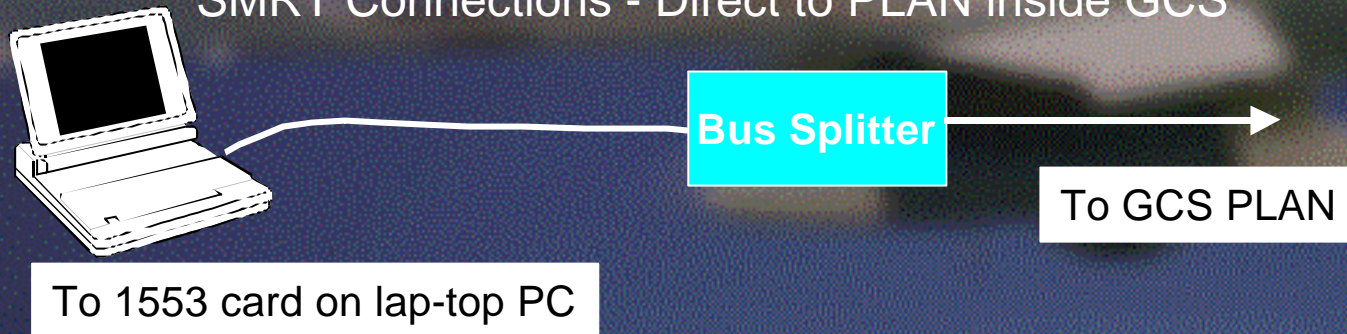 SMRT Connections - Direct to PLAN inside GCS
Bus Splitter
To GCS PLAN
To 1553 card on lap-top PC